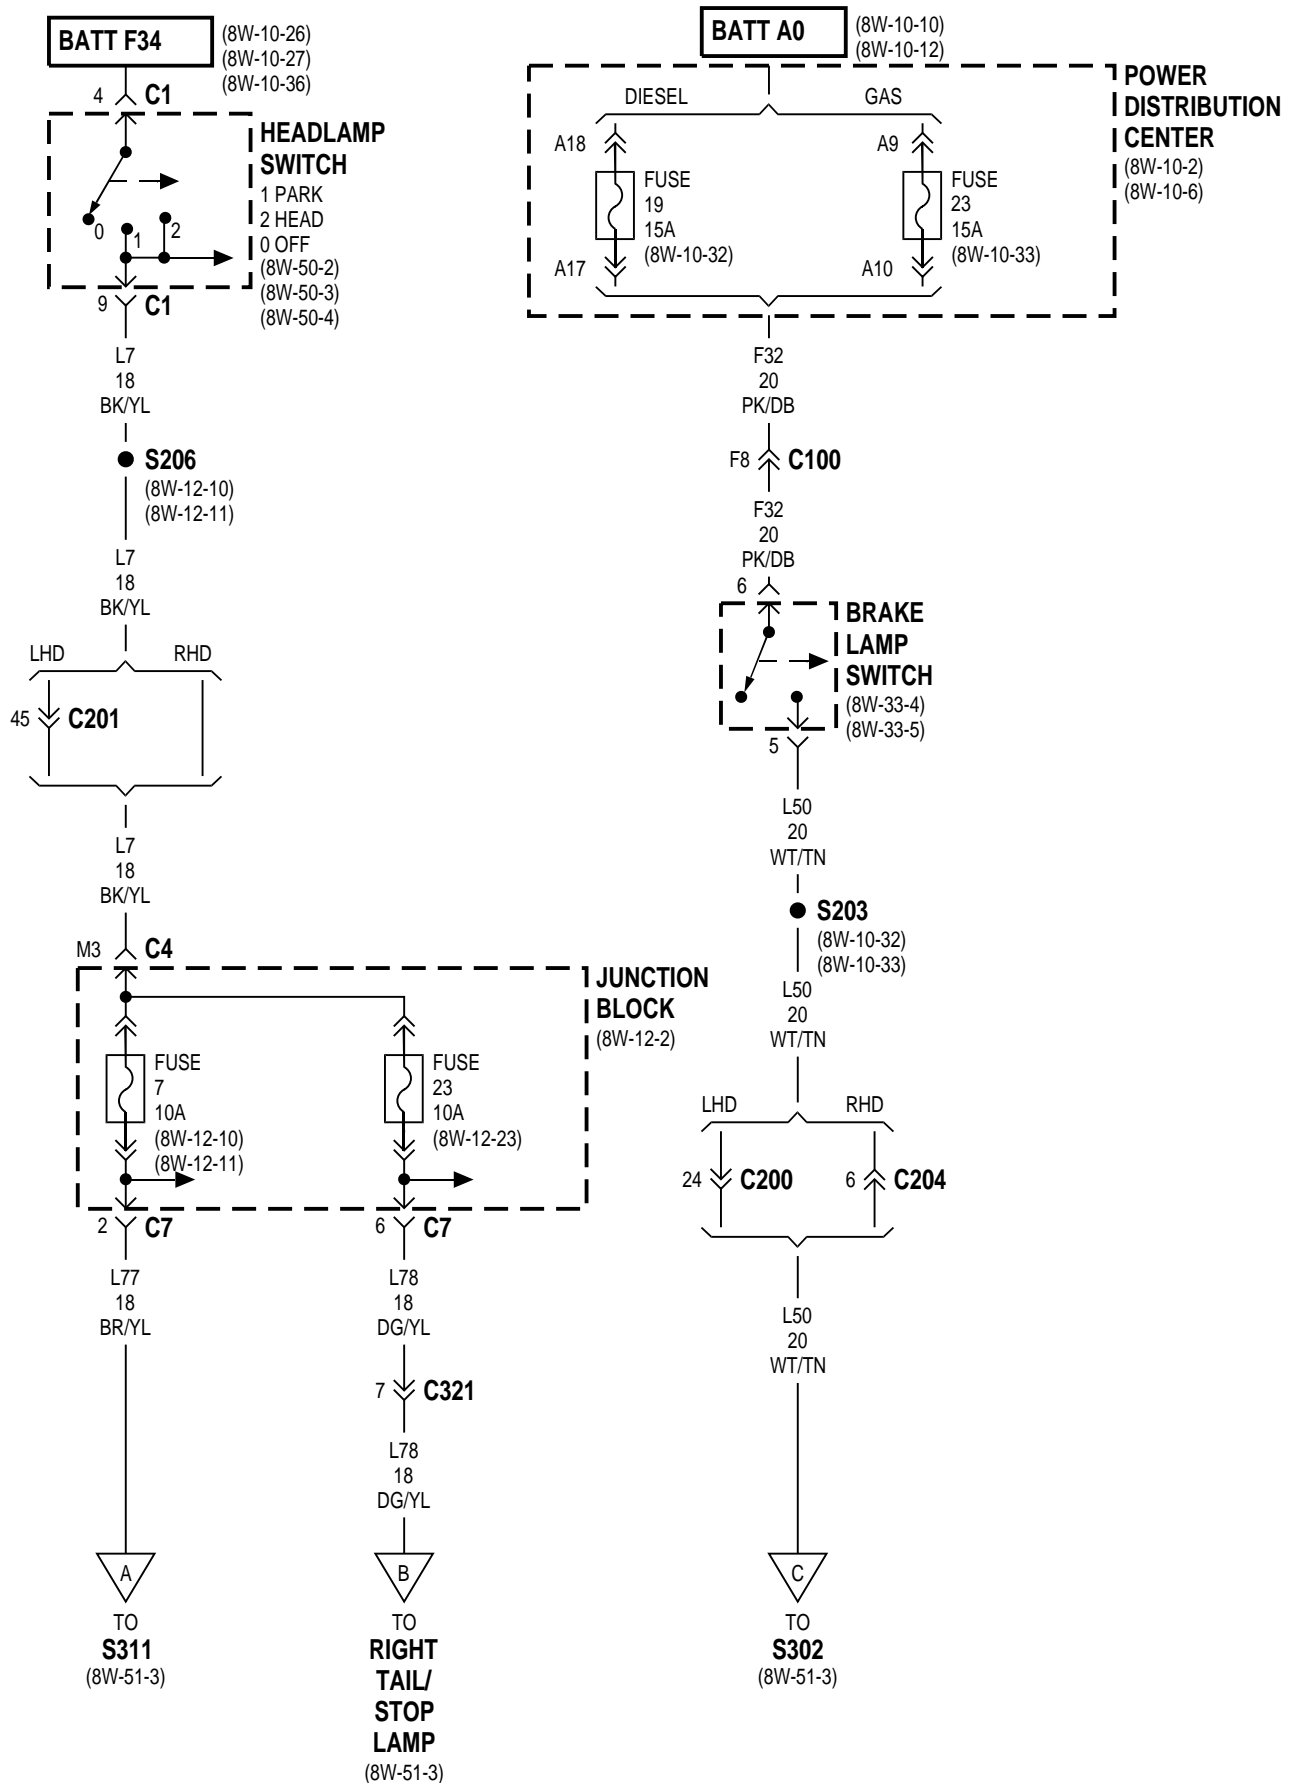 BATT F34
(8W-10-26)
(8W-10-27)
(8W-10-36)
4
C1
HEADLAMP
SWITCH
1 PARK
2 HEAD
0 OFF
(8W-50-2)
(8W-50-3)
(8W-50-4)
0
1
2
9
C1
L7
18
BK/YL
S206
(8W-12-10)
(8W-12-11)
L7
18
BK/YL
LHD
RHD
45
C201
L7
18
BK/YL
M3
C4
JUNCTION
BLOCK
(8W-12-2)
FUSE
7
10A
(8W-12-10)
(8W-12-11)
FUSE
23
10A
(8W-12-23)
2
C7
6
C7
L77
18
BR/YL
L78
18
DG/YL
7
C321
L78
18
DG/YL
A
TO
S311
(8W-51-3)
B
TO
RIGHT
TAIL/
STOP
LAMP
(8W-51-3)
BATT A0
(8W-10-10)
(8W-10-12)
POWER
DISTRIBUTION
CENTER
(8W-10-2)
(8W-10-6)
DIESEL
GAS
A18
FUSE
19
15A
(8W-10-32)
A17
A9
FUSE
23
15A
(8W-10-33)
A10
F32
20
PK/DB
F8
C100
F32
20
PK/DB
6
BRAKE
LAMP
SWITCH
(8W-33-4)
(8W-33-5)
5
L50
20
WT/TN
S203
(8W-10-32)
(8W-10-33)
L50
20
WT/TN
LHD
RHD
24
C200
6
C204
L50
20
WT/TN
C
TO
S302
(8W-51-3)